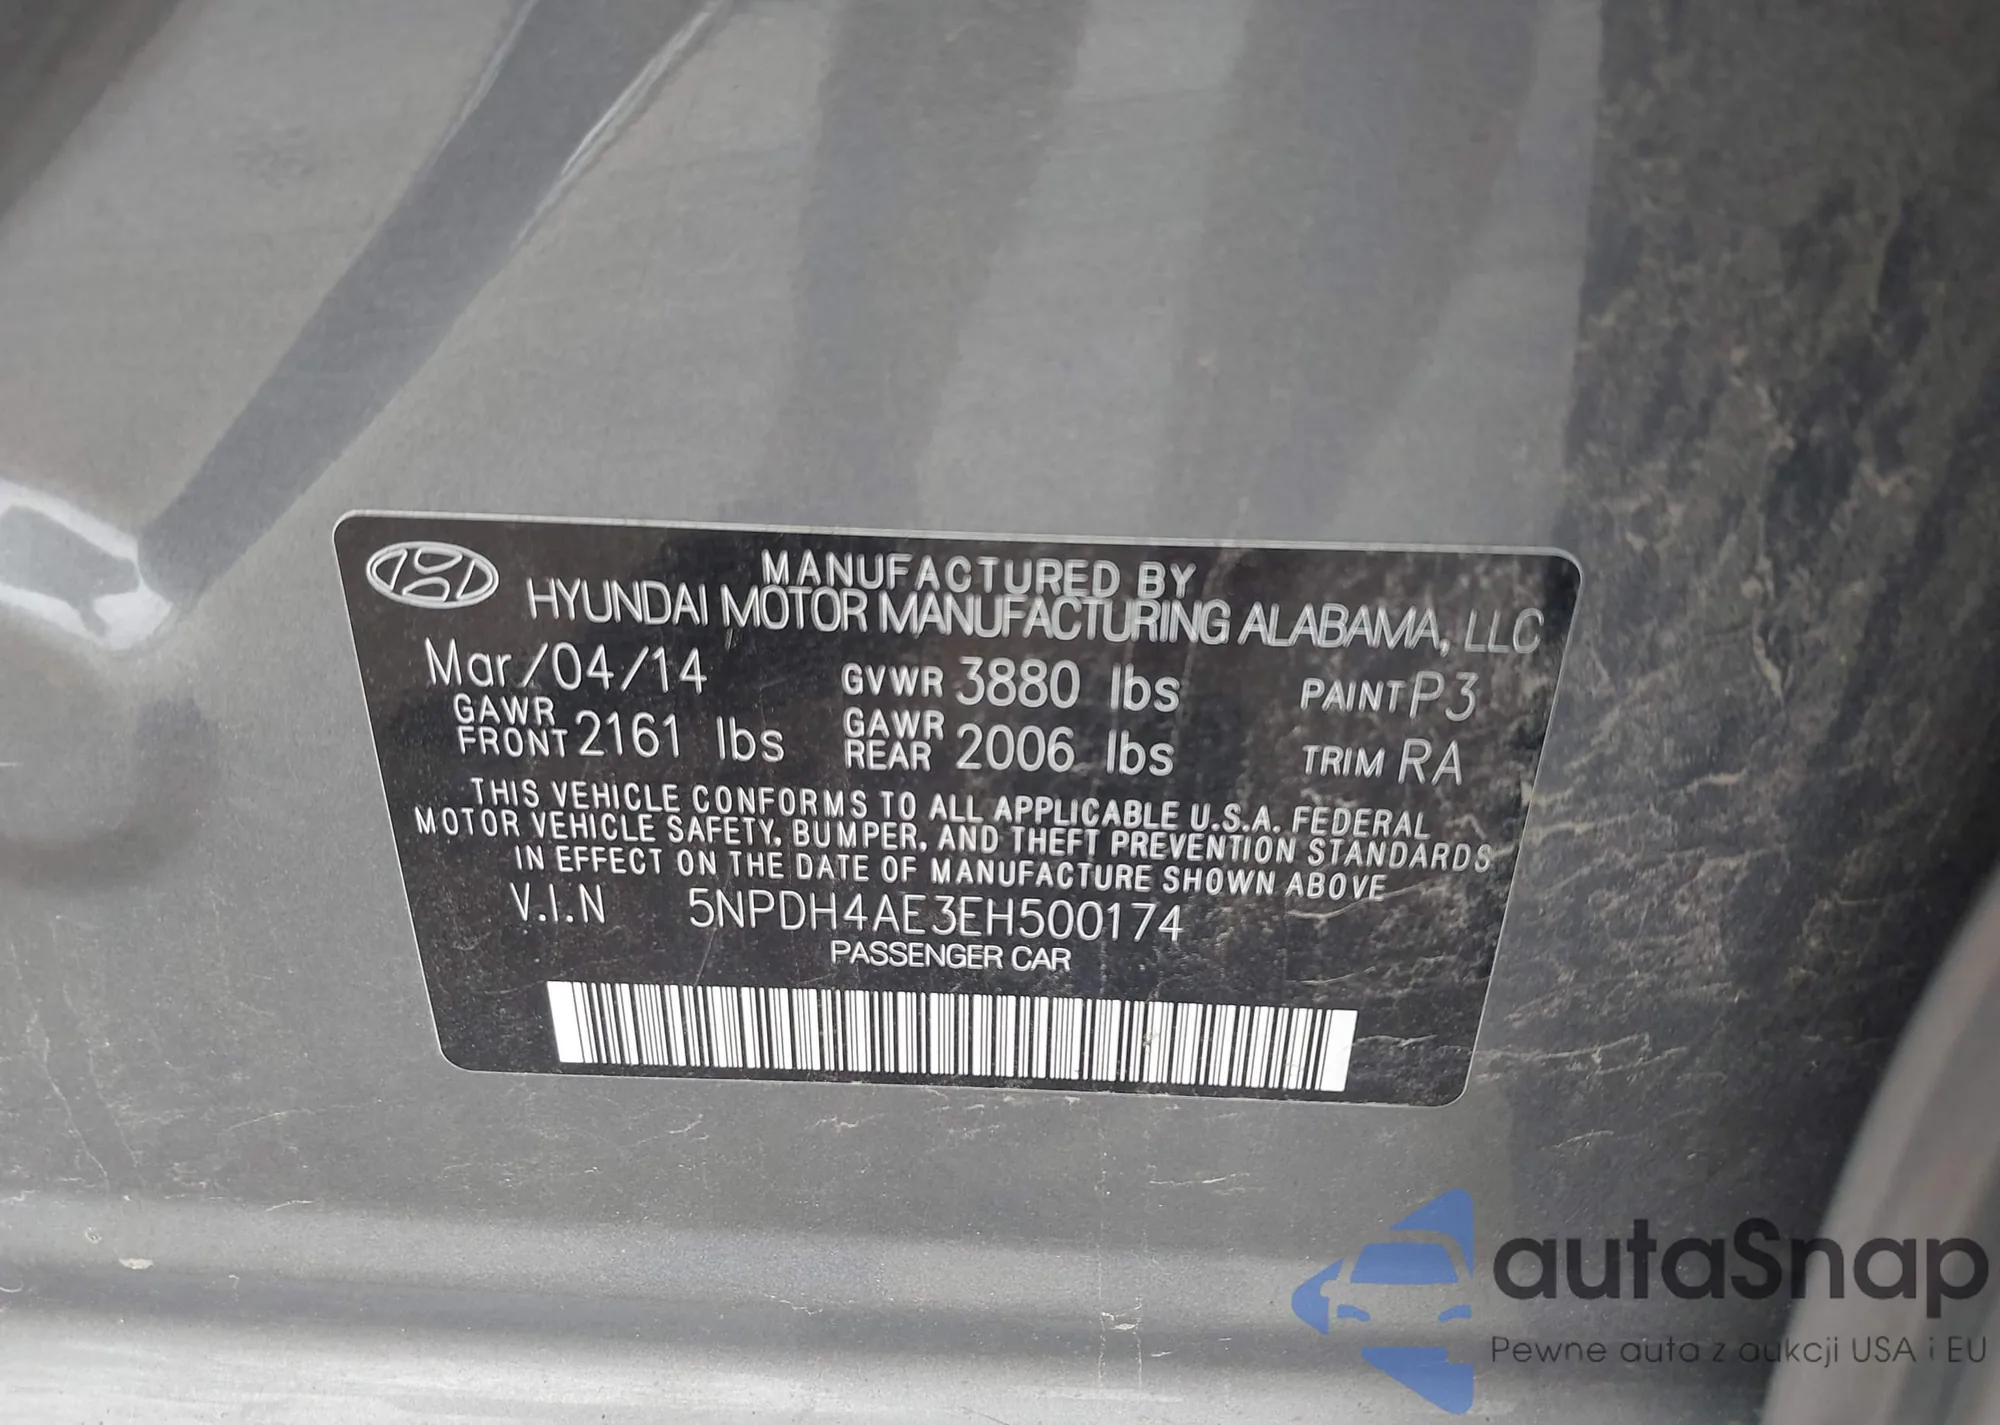 MANUFACTURED BY
HYUNDAI MOTOR MANUFACTURING ALABAMA, LLC
Mar/04/14 GVWR 3880 lbs PAINT P3
GAWR FRONT 2161 lbs GAWR REAR 2006 lbs TRIM RA
THIS VEHICLE CONFORMS TO ALL APPLICABLE U.S.A. FEDERAL
MOTOR VEHICLE SAFETY, BUMPER, AND THEFT PREVENTION STANDARDS
IN EFFECT ON THE DATE OF MANUFACTURE SHOWN ABOVE
V.I.N 5NPDH4AE3EH500174
PASSENGER CAR
autaSnap
Pewne auta z aukcji USA i EU